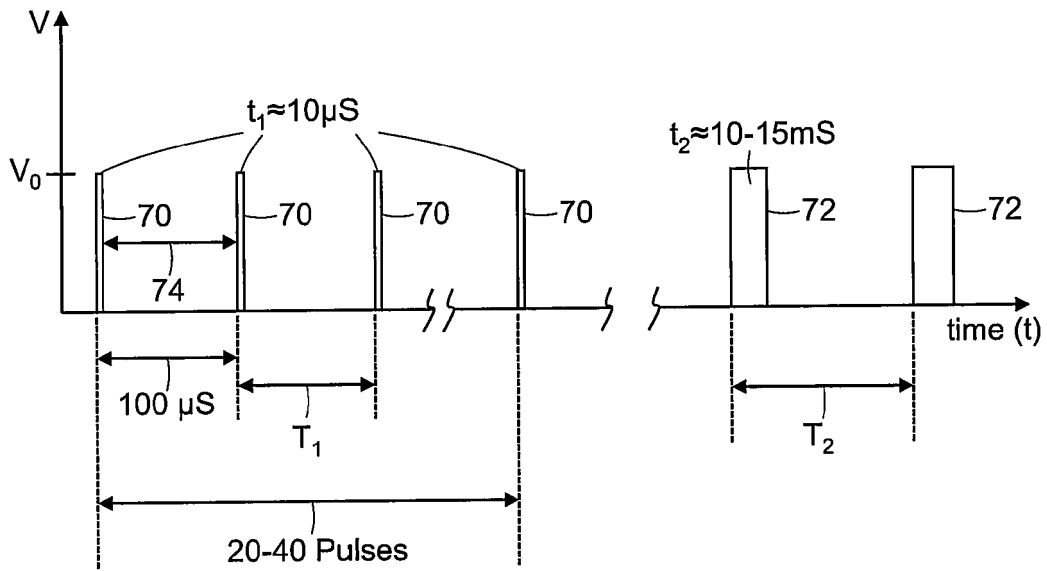 V
t₁≈10µS
t₂≈10-15mS
V₀
70 70 70 70 72 72
74
time (t)
100 µS
T₁ T₂
20-40 Pulses